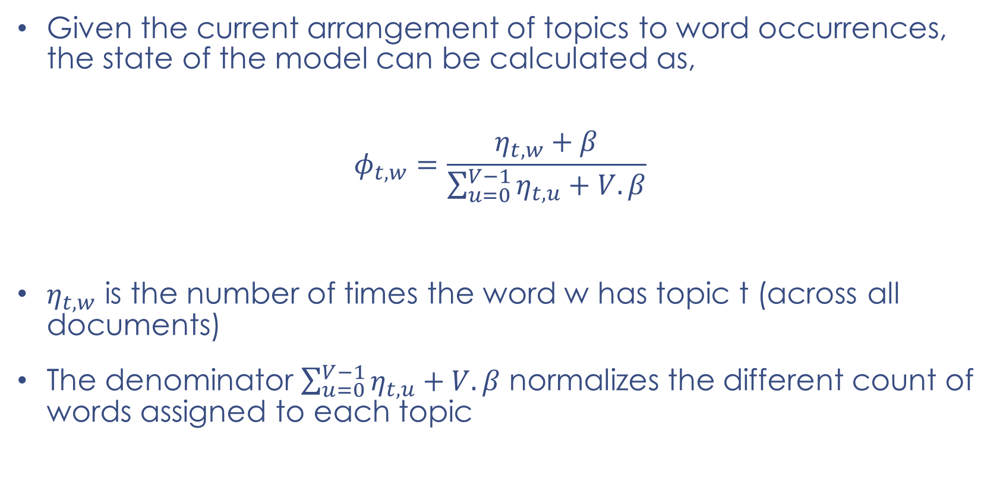 • Given the current arrangement of topics to word occurrences,
the state of the model can be calculated as,
$\phi_{t,w} = \frac{\eta_{t,w} + \beta}{\sum_{u=0}^{V-1} \eta_{t,u} + V.\beta}$
• $\eta_{t,w}$ is the number of times the word w has topic t (across all
documents)
• The denominator $\sum_{u=0}^{V-1} \eta_{t,u} + V.\beta$ normalizes the different count of
words assigned to each topic